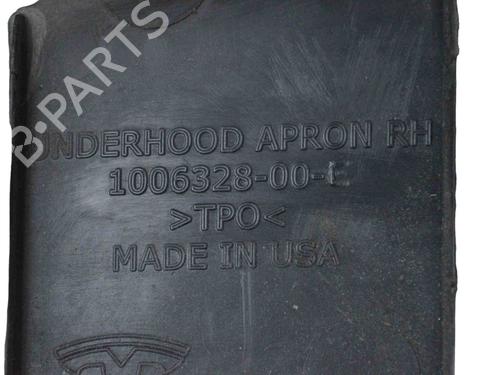 B-PARTS
UNDERHOOD APRON RH
1006328-00-E
>TPO<
MADE IN USA